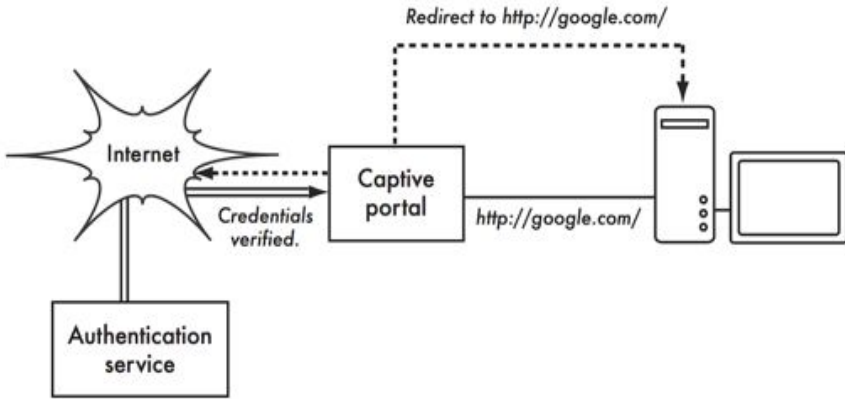 Redirect to http://google.com/
Internet
Captive
portal
Credentials
verified.
http://google.com/
Authentication
service